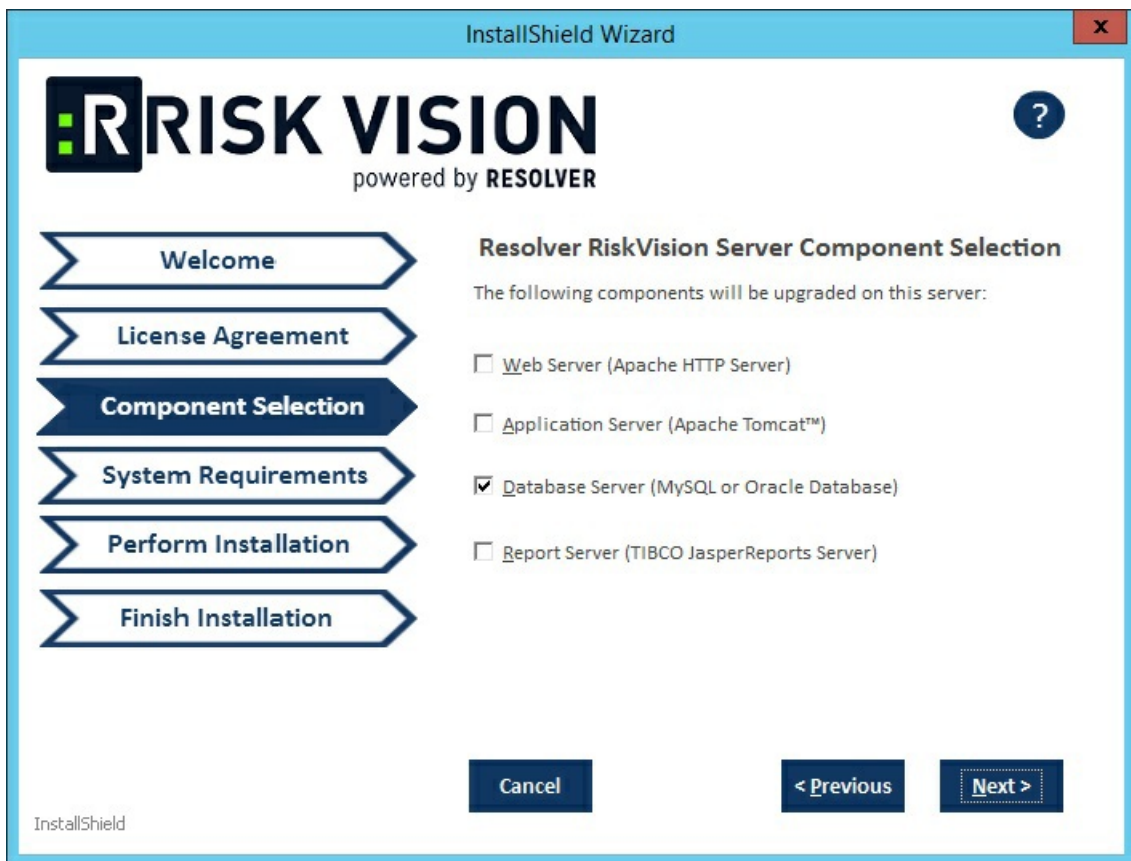 InstallShield Wizard
x
:R RISK VISION
powered by RESOLVER
?
Welcome
License Agreement
Component Selection
System Requirements
Perform Installation
Finish Installation
Resolver RiskVision Server Component Selection
The following components will be upgraded on this server:
Web Server (Apache HTTP Server)
Application Server (Apache Tomcat™)
Database Server (MySQL or Oracle Database)
Report Server (TIBCO JasperReports Server)
Cancel
< Previous
Next >
InstallShield